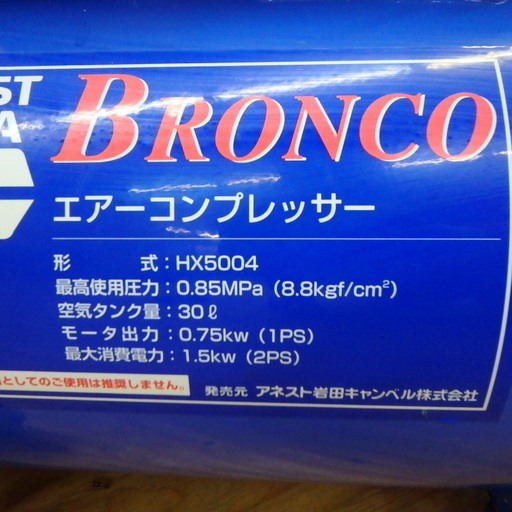 ST
A
BRONCO
エアーコンプレッサー
形　　　式：HX5004
最高使用圧力：0.85MPa（8.8kgf/cm²）
空気タンク量：30ℓ
モータ出力：0.75kw（1PS）
最大消費電力：1.5kw（2PS）
としてのご使用は推奨しません。
発売元 アネスト岩田キャンベル株式会社